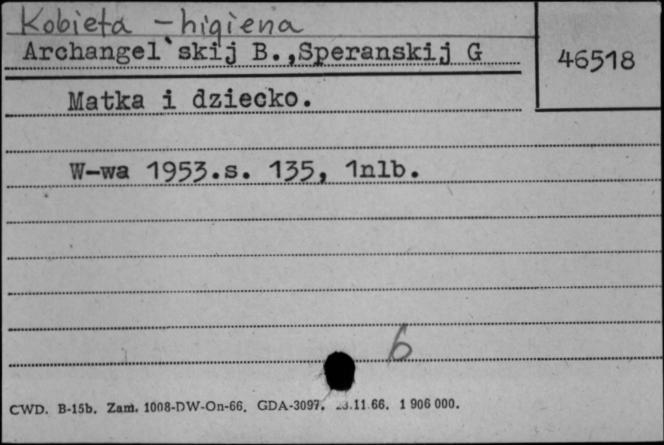 Kobieta - higiena
Archangel`skij B.,Speranskij G
46518
Matka i dziecko.
W-wa 1953.s. 135, 1nlb.
6
CWD. B-15b. Zam. 1008-DW-On-66. GDA-3097. .11.66. 1 906 000.